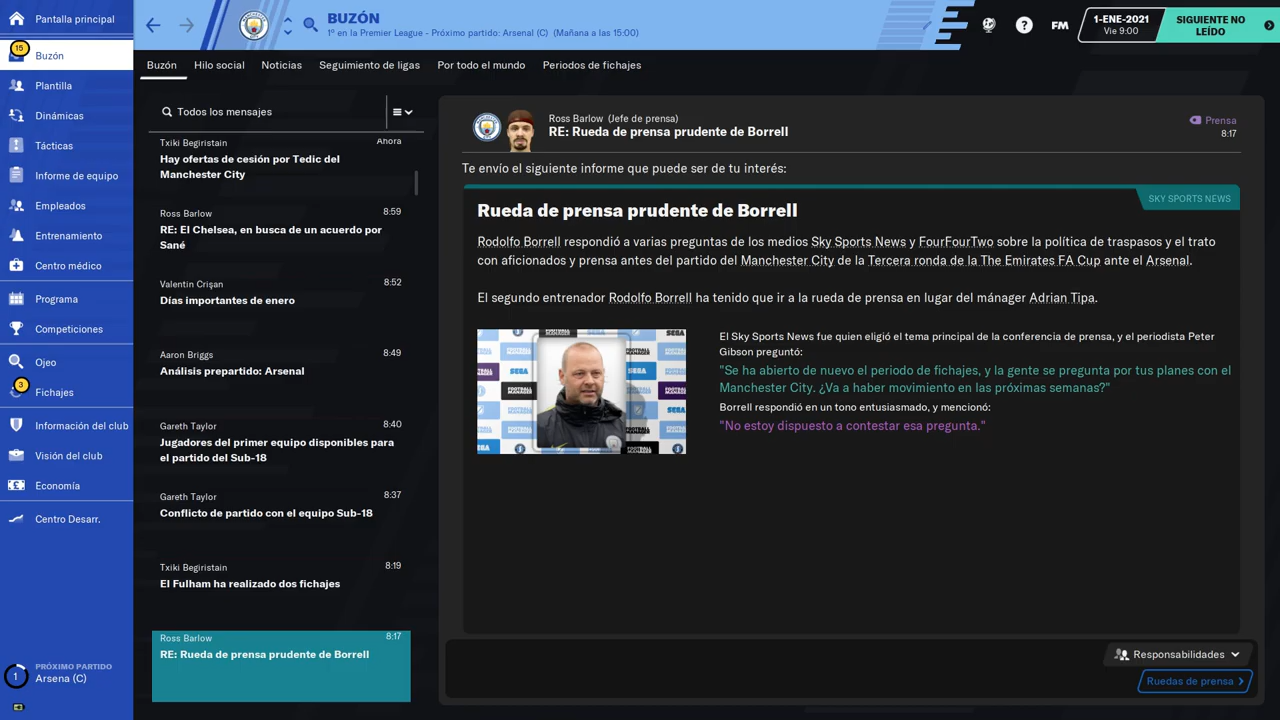 Pantalla principal
15
Buzón
Plantilla
Dinámicas
Tácticas
Informe de equipo
Empleados
Entrenamiento
Centro médico
Programa
Competiciones
Ojeo
3
Fichajes
Información del club
Visión del club
Economía
Centro Desarr.
PRÓXIMO PARTIDO
1
Arsena (C)
BUZÓN
1º en la Premier League - Próximo partido: Arsenal (C) (Mañana a las 15:00)
?
FM
1-ENE-2021
Vie 9:00
SIGUIENTE NO
LEÍDO
Buzón
Hilo social
Noticias
Seguimiento de ligas
Por todo el mundo
Periodos de fichajes
Todos los mensajes
Txiki Begiristain
Ahora
Hay ofertas de cesión por Tedic del
Manchester City
Ross Barlow
8:59
RE: El Chelsea, en busca de un acuerdo por
Sané
Valentin Crişan
8:52
Días importantes de enero
Aaron Briggs
8:49
Análisis prepartido: Arsenal
Gareth Taylor
8:40
Jugadores del primer equipo disponibles para
el partido del Sub-18
Gareth Taylor
8:37
Conflicto de partido con el equipo Sub-18
Txiki Begiristain
8:19
El Fulham ha realizado dos fichajes
Ross Barlow
8:17
RE: Rueda de prensa prudente de Borrell
Ross Barlow (Jefe de prensa)
RE: Rueda de prensa prudente de Borrell
Prensa
8:17
Te envío el siguiente informe que puede ser de tu interés:
SKY SPORTS NEWS
Rueda de prensa prudente de Borrell
Rodolfo Borrell respondió a varias preguntas de los medios Sky Sports News y FourFourTwo sobre la política de traspasos y el trato
con aficionados y prensa antes del partido del Manchester City de la Tercera ronda de la The Emirates FA Cup ante el Arsenal.
El segundo entrenador Rodolfo Borrell ha tenido que ir a la rueda de prensa en lugar del mánager Adrian Tipa.
El Sky Sports News fue quien eligió el tema principal de la conferencia de prensa, y el periodista Peter
Gibson preguntó:
"Se ha abierto de nuevo el periodo de fichajes, y la gente se pregunta por tus planes con el
Manchester City. ¿Va a haber movimiento en las próximas semanas?"
Borrell respondió en un tono entusiasmado, y mencionó:
"No estoy dispuesto a contestar esa pregunta."
SEGA
FOOTBALL
MANAGER
SEGA
Responsabilidades
Ruedas de prensa